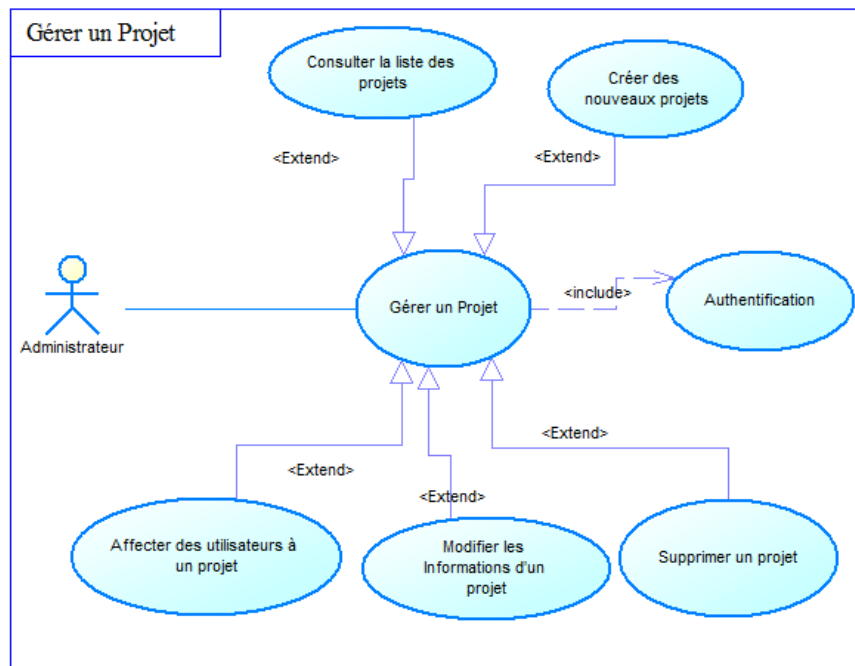 Gérer un Projet
Consulter la liste des
projets
Créer des
nouveaux projets
<Extend>
<Extend>
Gérer un Projet
<include>
Authentification
Administrateur
<Extend>
<Extend>
<Extend>
Affecter des utilisateurs à
un projet
Modifier les
Informations d'un
projet
Supprimer un projet